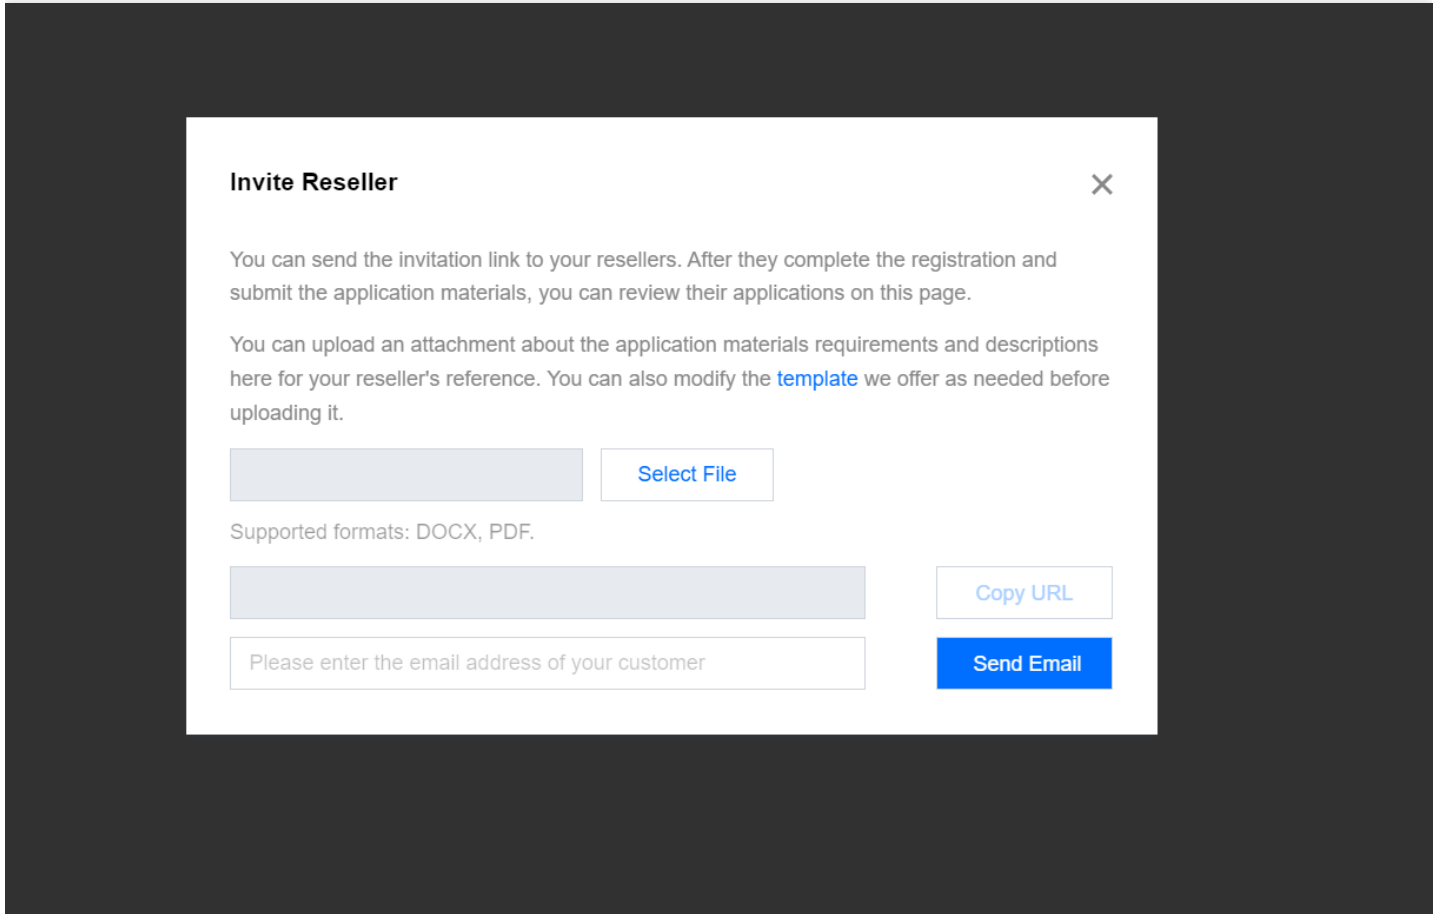 Invite Reseller
You can send the invitation link to your resellers. After they complete the registration and
submit the application materials, you can review their applications on this page.
You can upload an attachment about the application materials requirements and descriptions
here for your reseller's reference. You can also modify the template we offer as needed before
uploading it.
Select File
Supported formats: DOCX, PDF.
Copy URL
Please enter the email address of your customer
Send Email